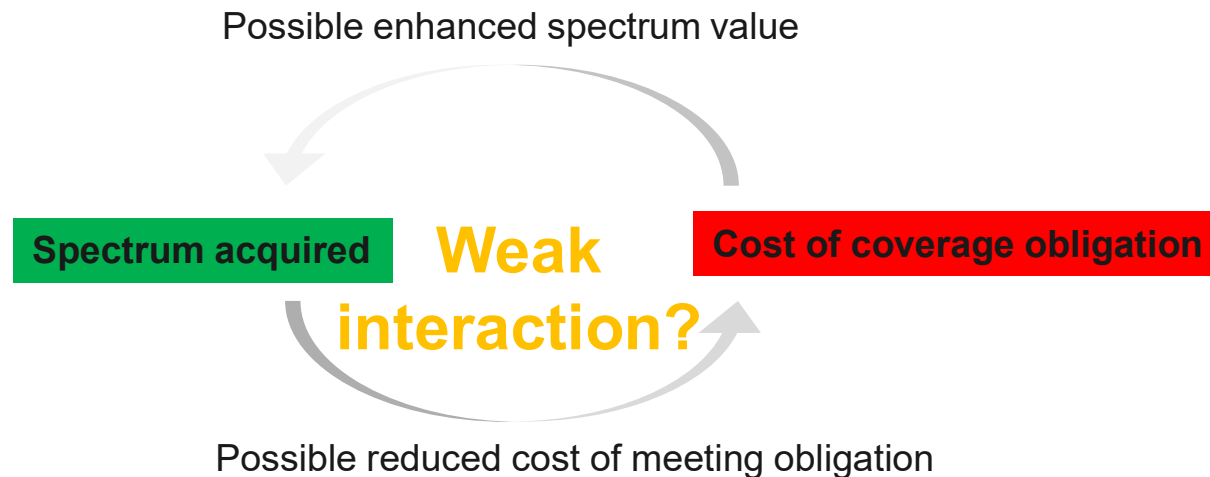 Possible enhanced spectrum value
Spectrum acquired
Weak
interaction?
Cost of coverage obligation
Possible reduced cost of meeting obligation